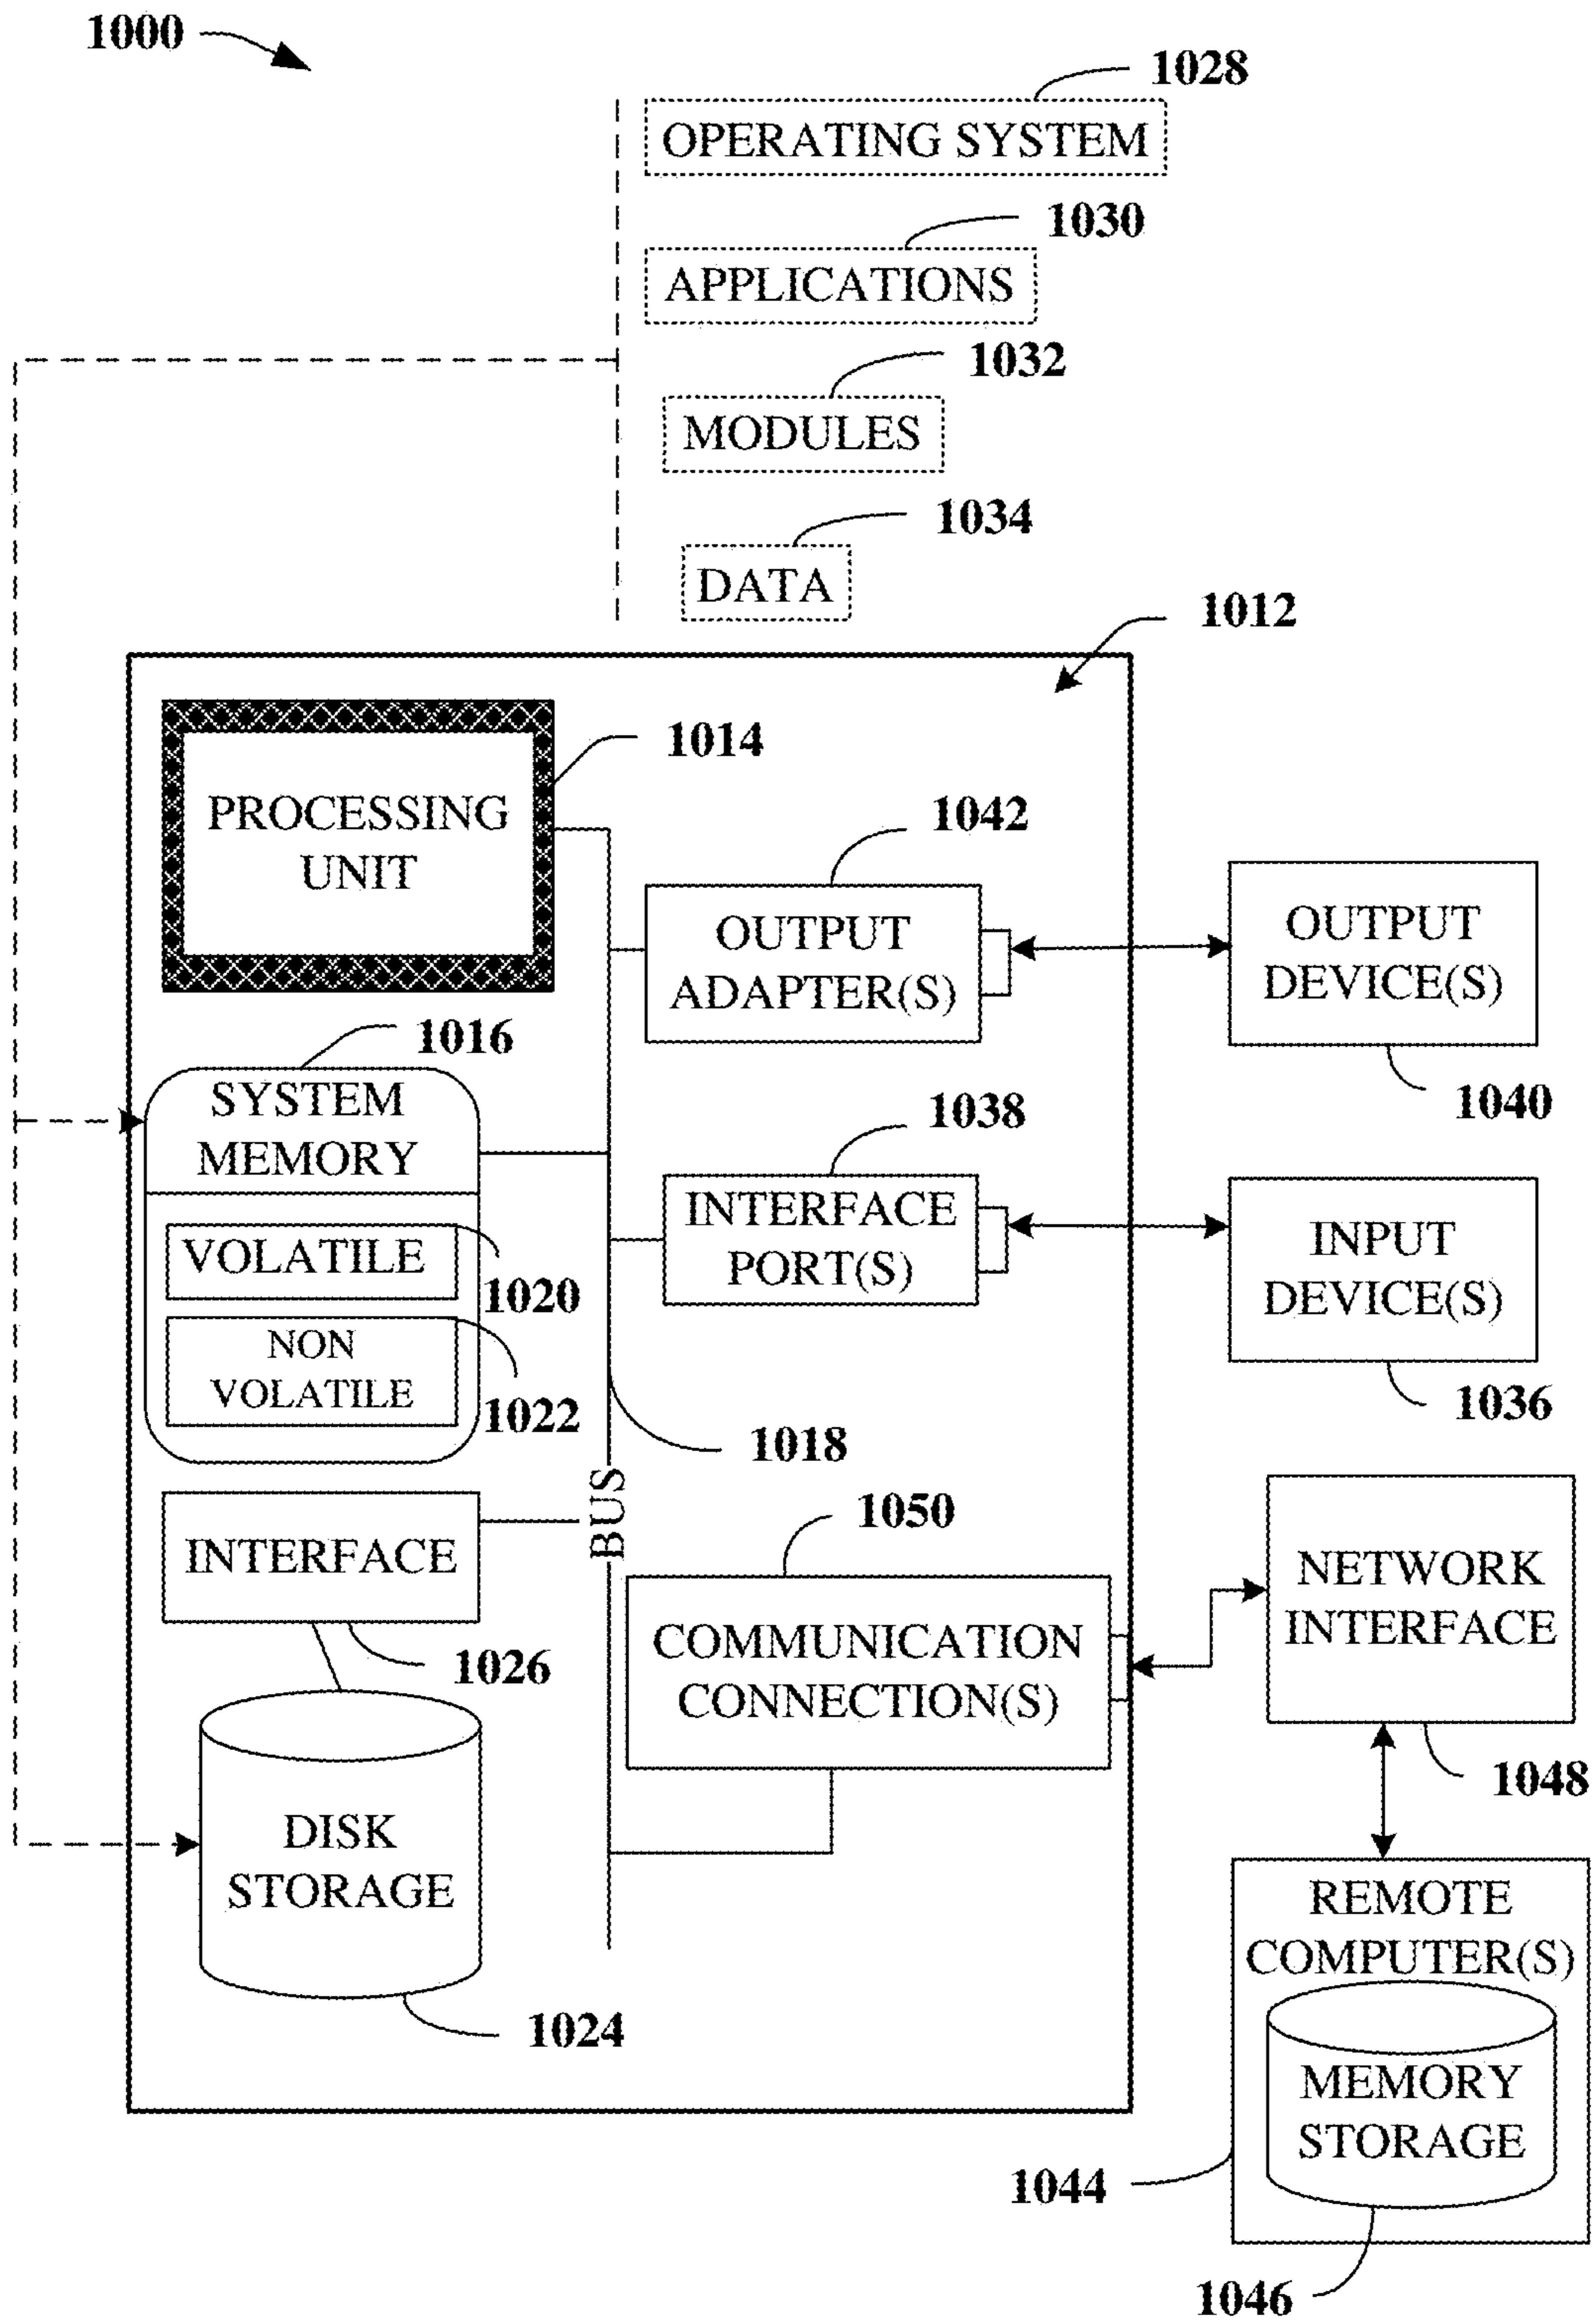 1000
1028
OPERATING SYSTEM
1030
APPLICATIONS
1032
MODULES
1034
DATA
1012
PROCESSING
UNIT
1014
1042
OUTPUT
ADAPTER(S)
OUTPUT
DEVICE(S)
1040
1016
SYSTEM
MEMORY
VOLATILE
1020
NON
VOLATILE
1022
1038
INTERFACE
PORT(S)
INPUT
DEVICE(S)
1036
1018
BUS
INTERFACE
1026
1050
COMMUNICATION
CONNECTION(S)
NETWORK
INTERFACE
1048
DISK
STORAGE
1024
REMOTE
COMPUTER(S)
MEMORY
STORAGE
1044
1046